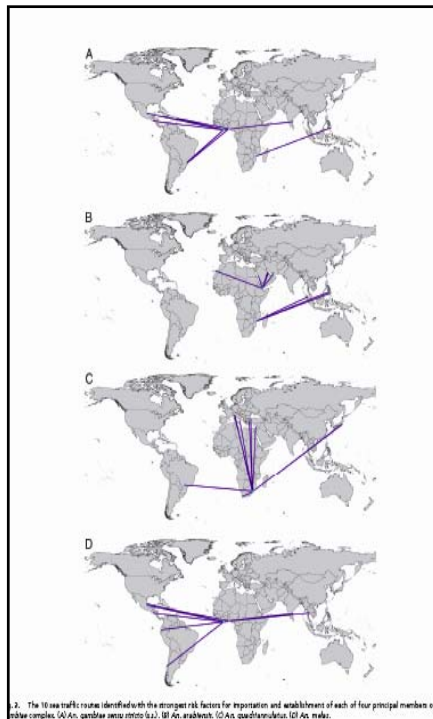 A
B
C
D
2. The 10 sea traffic routes identified with the strongest risk factors for importation and establishment of each of four principal members
complex. (A) An. gambiae sensu stricto (s.s.). (B) An. arabiensis. (C) An. quadriannulatus. (D) An. melas.